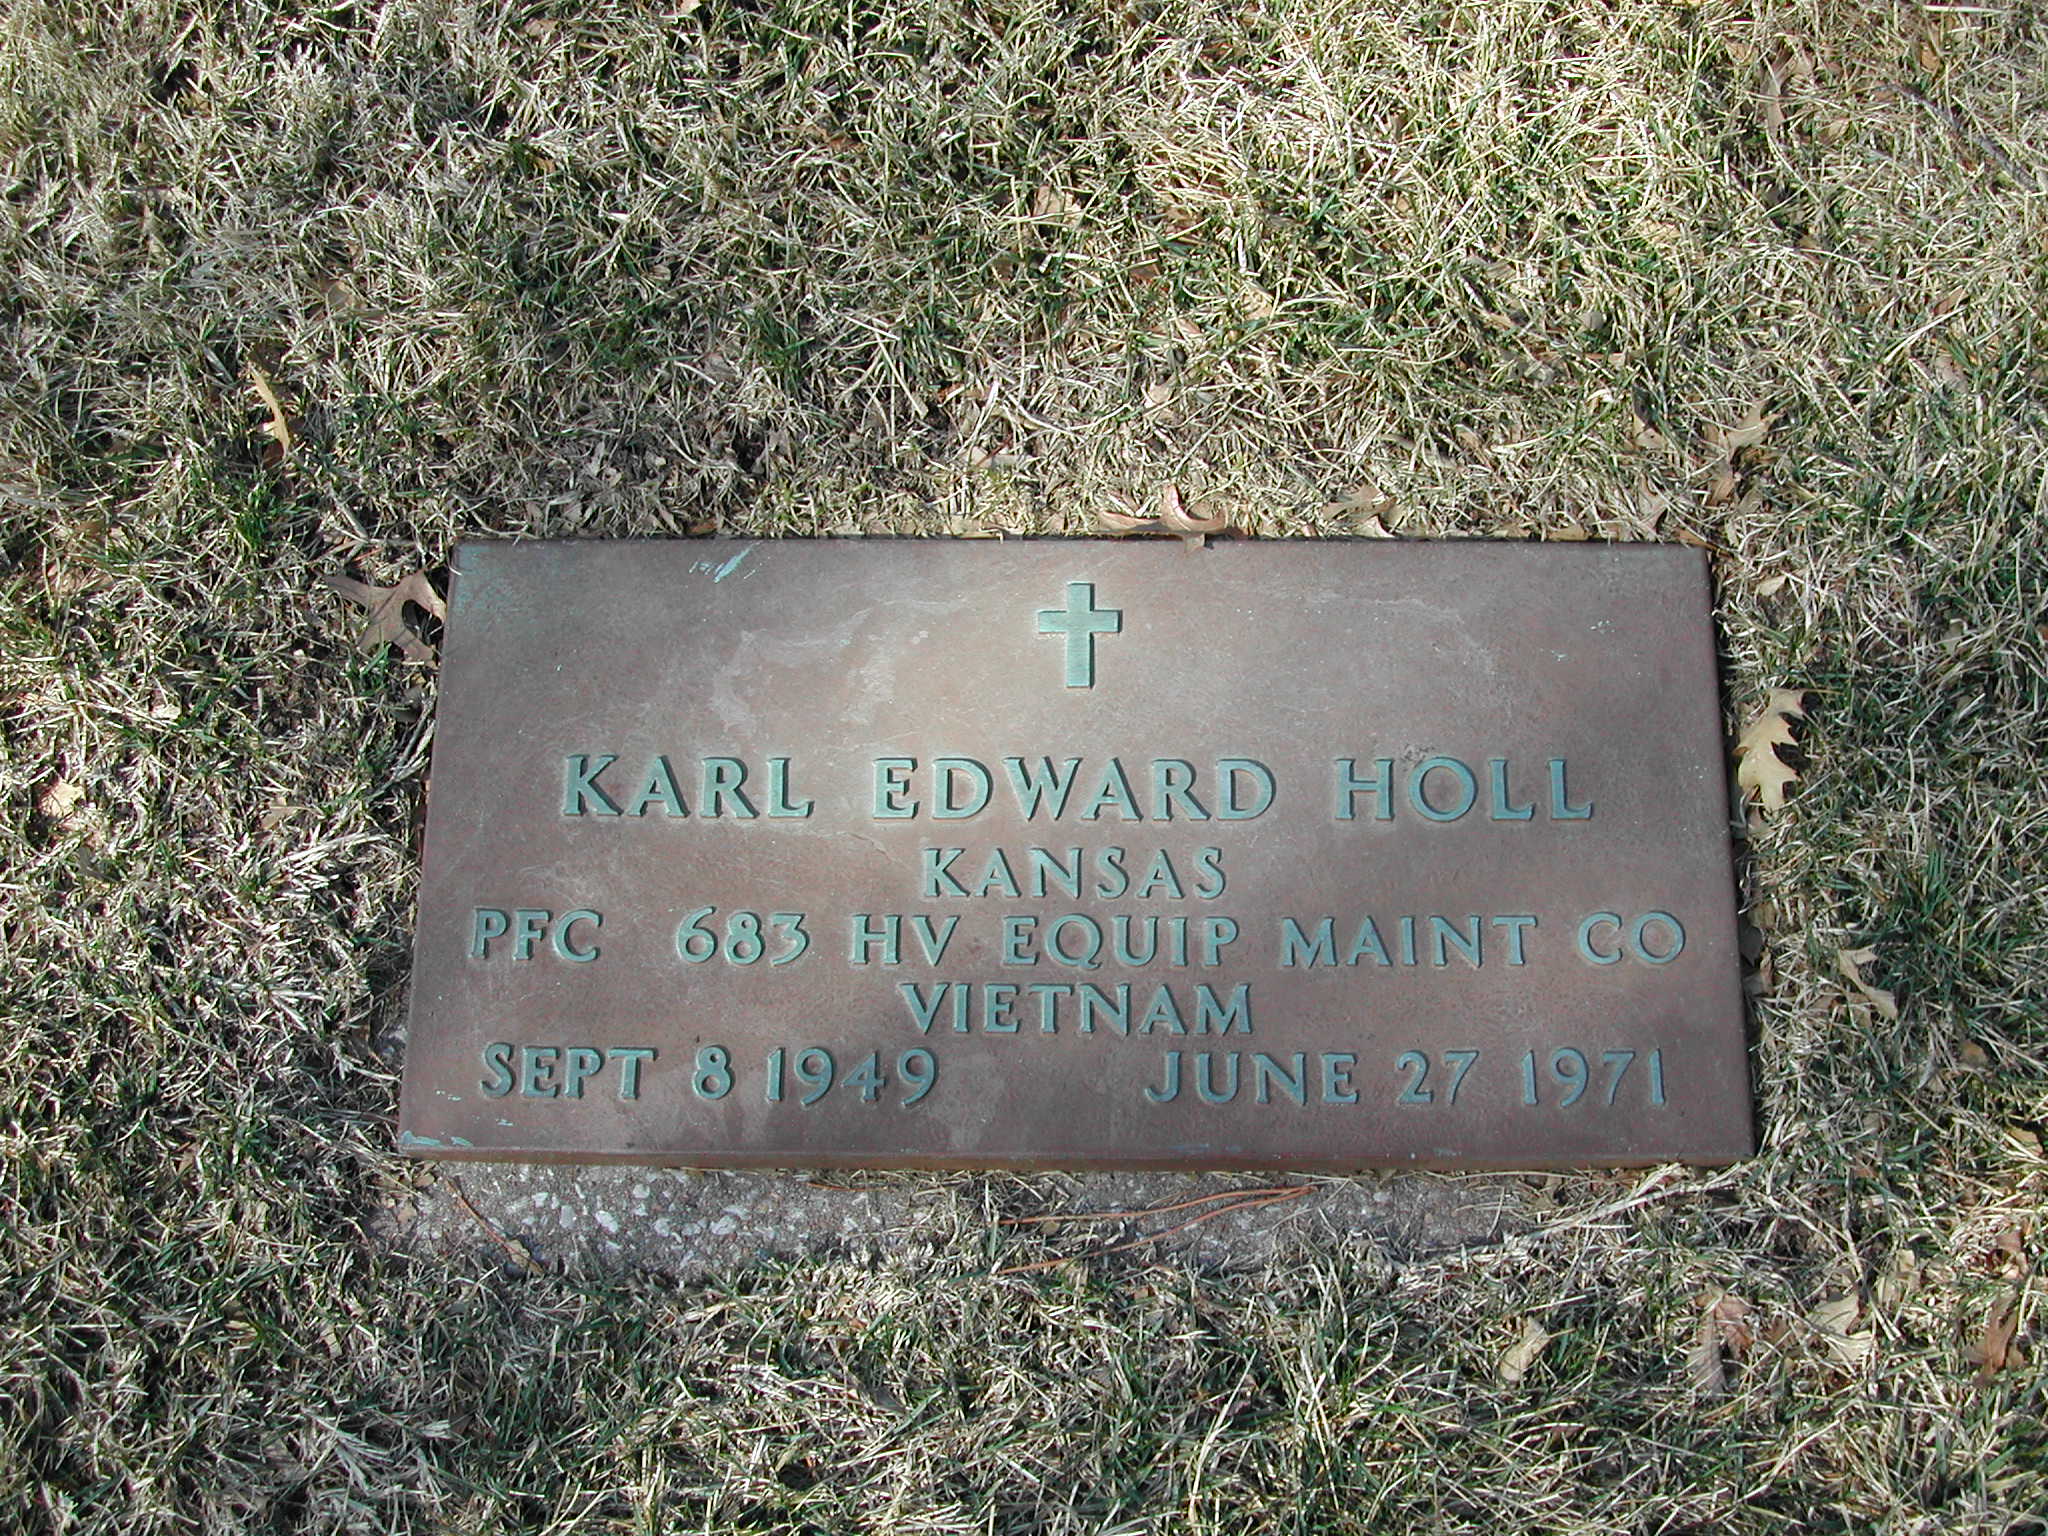 KARL EDWARD HOLL
KANSAS
PFC 683 HV EQUIP MAINT CO
VIETNAM
SEPT 8 1949 JUNE 27 1971